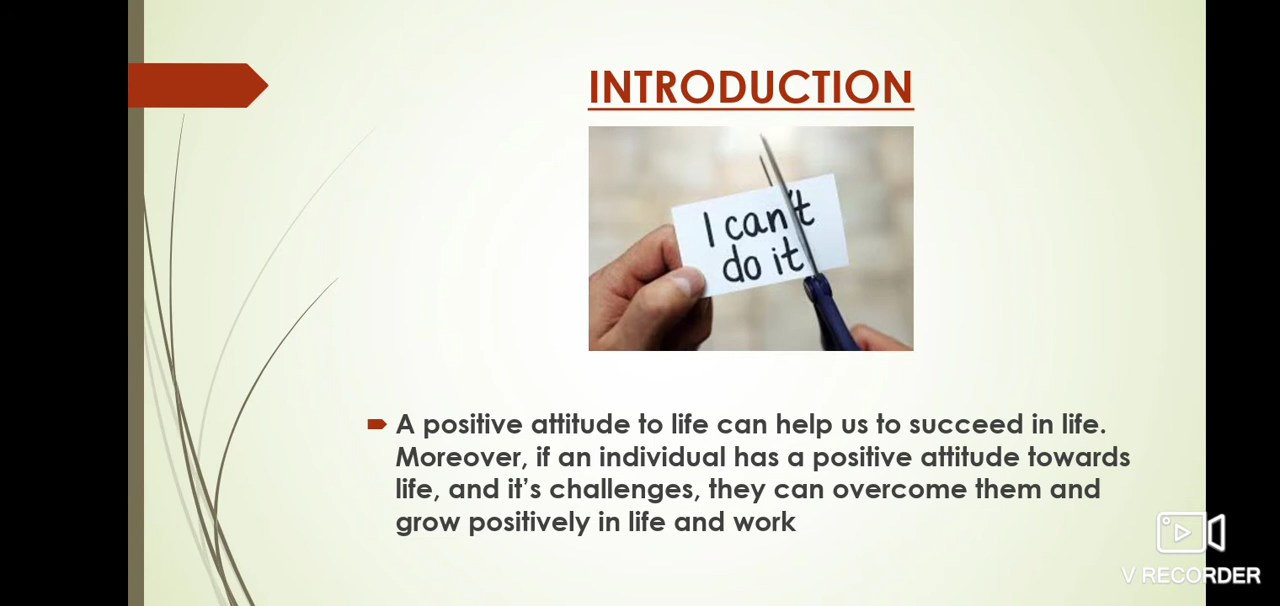 INTRODUCTION
I can't
do it
A positive attitude to life can help us to succeed in life.
Moreover, if an individual has a positive attitude towards
life, and it’s challenges, they can overcome them and
grow positively in life and work
V RECORDER